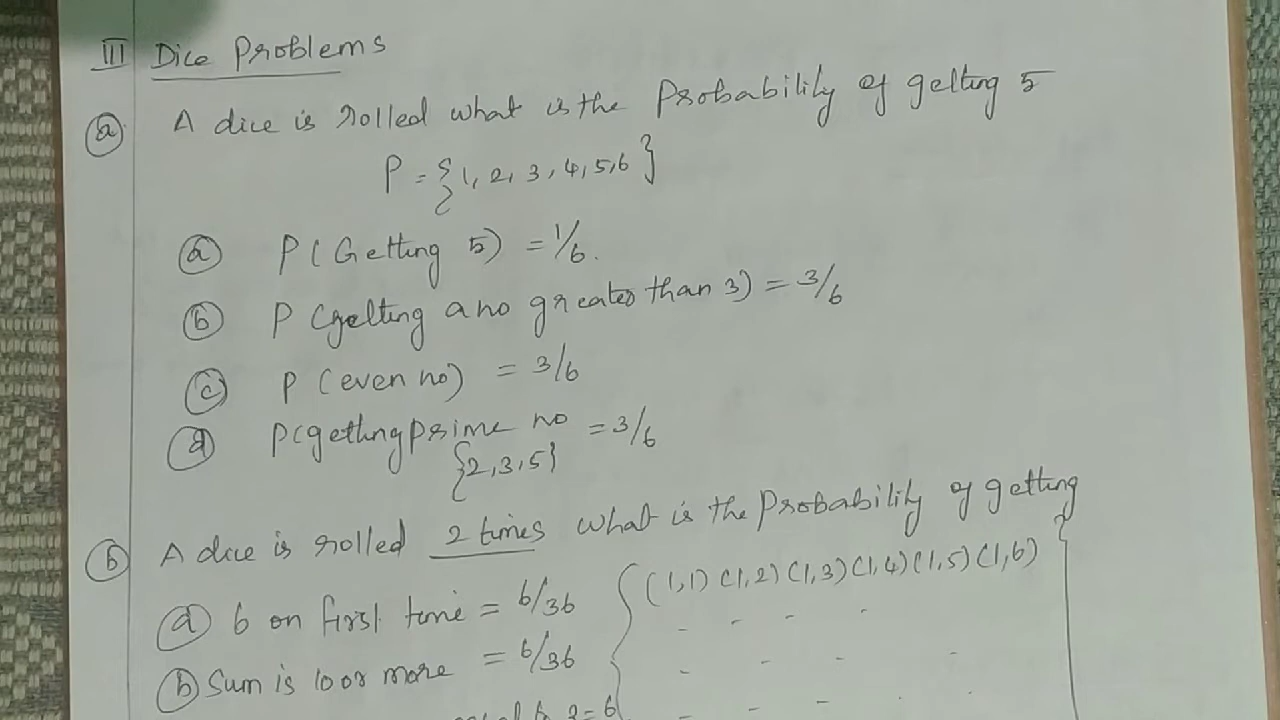 III Dice Problems
(a) A dice is rolled what is the Probability of getting 5
P = {1, 2, 3, 4, 5, 6}
(a) P(Getting 5) = 1/6.
(b) P(getting a no greater than 3) = 3/6
(c) P(even no) = 3/6
(d) P(getting prime no = 3/6
{2,3,5}
(b) A dice is rolled 2 times what is the Probability of getting
(a) 6 on first time = 6/36 {(1,1) (1,2) (1,3) (1,4) (1,5) (1,6)}
(b) Sum is 10 or more = 6/36